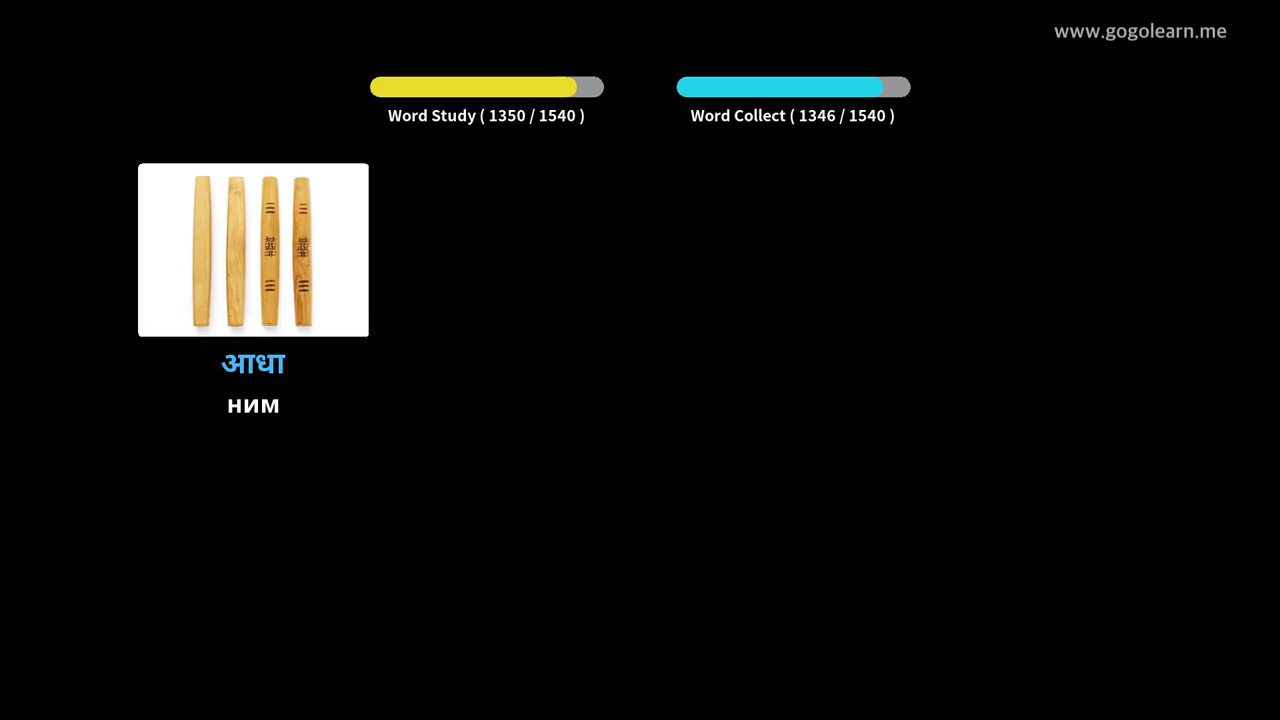 www.gogolearn.me
Word Study ( 1350 / 1540 )
Word Collect ( 1346 / 1540 )
आधा
ним